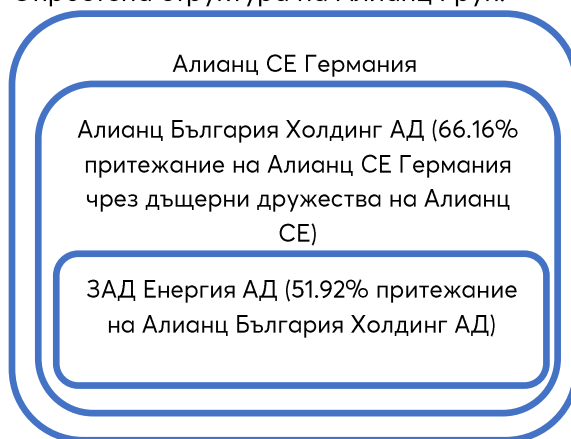 Алианц СЕ Германия
Алианц България Холдинг АД (66.16%
притежание на Алианц СЕ Германия
чрез дъщерни дружества на Алианц
СЕ)
ЗАД Енергия АД (51.92% притежание
на Алианц България Холдинг АД)